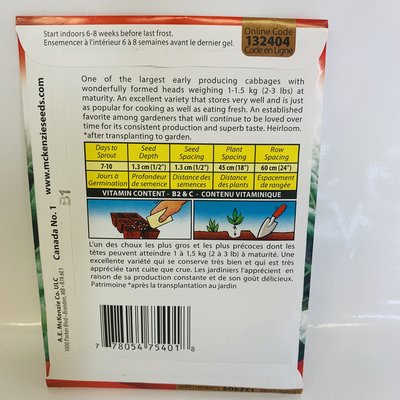 Start indoors 6-8 weeks before last frost.
Ensemencer à l'intérieur 6 à 8 semaines avant le dernier gel.
Online Code
132404
Code en Ligne
One of the largest early producing cabbages with
wonderfully formed heads weighing 1-1.5 kg (2-3 lbs) at
maturity. An excellent variety that stores very well and is just
as popular for cooking as well as eating fresh. An established
favorite among gardeners that will continue to be loved over
time for its consistent production and superb taste. Heirloom.
*after transplanting to garden.
Days to Sprout
Seed Depth
Seed Spacing
Plant Spacing
Row Spacing
7-10
1.3 cm (1/2")
1.3 cm (1/2")
45 cm (18")
60 cm (24")
Jours à Germination
Profondeur de semence
Distance des semences
Distance des plants
Espacement de rangée
VITAMIN CONTENT - B2 & C - CONTENU VITAMINIQUE
L'un des choux les plus gros et les plus précoces dont les
têtes peuvent atteindre 1 à 1,5 kg (2 à 3 lb) à maturité. Une
excellente variété qui se conserve très bien et qui est très
appréciée tant cuite que crue. Les jardiniers l'apprécient en
raison de sa production constante et de son goût délicieux.
Patrimoine *après la transplantation au jardin
7 78054 75401 8
www.mckenzieseeds.com
Canada No. 1
B1
A.E. McKenzie Co. ULC
1000 Parker Blvd • Brandon, MB • R7A 6E1